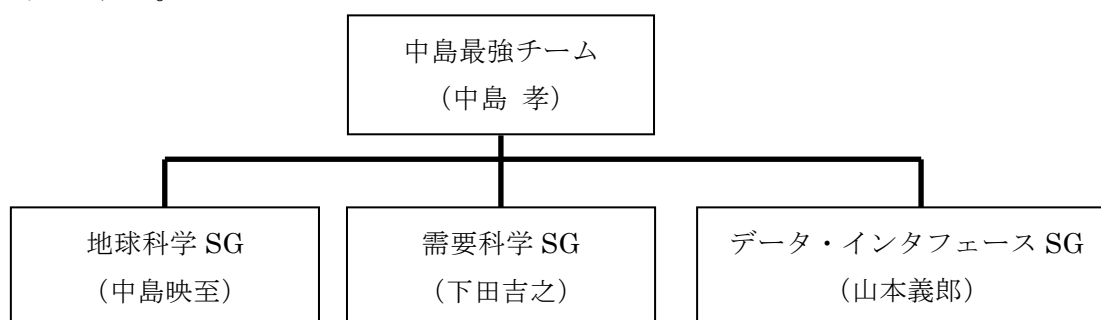 中島最強チーム
（中島 孝）
地球科学 SG
（中島映至）
需要科学 SG
（下田吉之）
データ・インタフェース SG
（山本義郎）